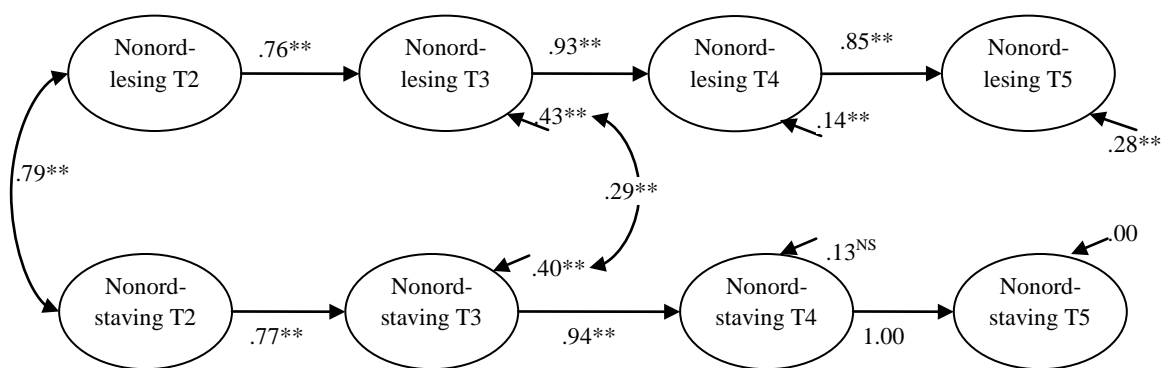 Nonord-
lesing T2
.76**
Nonord-
lesing T3
.93**
Nonord-
lesing T4
.85**
Nonord-
lesing T5
.43**
.14**
.28**
.79**
.29**
.40**
.13NS
.00
Nonord-
staving T2
.77**
Nonord-
staving T3
.94**
Nonord-
staving T4
1.00
Nonord-
staving T5